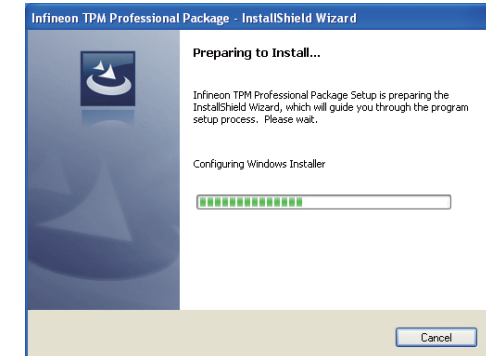 Infineon TPM Professional Package - InstallShield Wizard
Preparing to Install...
Infineon TPM Professional Package Setup is preparing the
InstallShield Wizard, which will guide you through the program
setup process. Please wait.
Configuring Windows Installer
Cancel